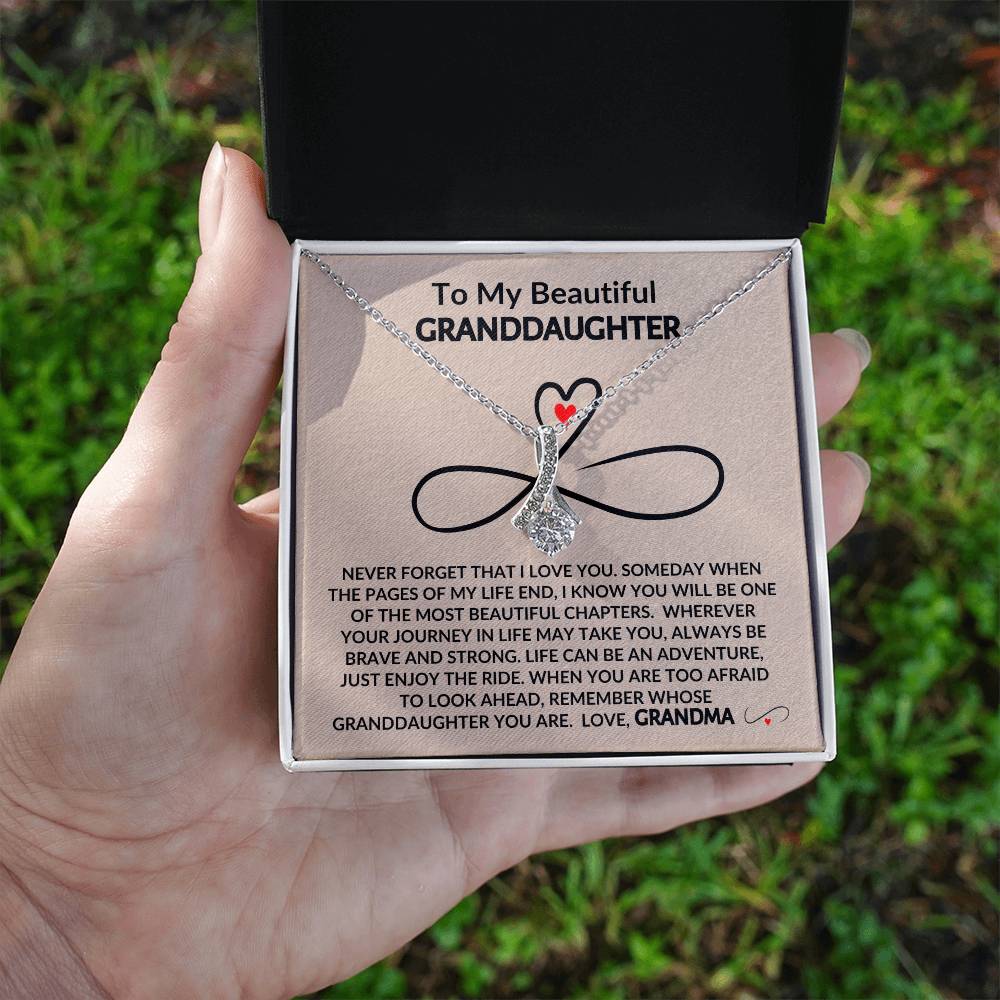 To My Beautiful
GRANDDAUGHTER
NEVER FORGET THAT I LOVE YOU. SOMEDAY WHEN
THE PAGES OF MY LIFE END, I KNOW YOU WILL BE ONE
OF THE MOST BEAUTIFUL CHAPTERS. WHEREVER
YOUR JOURNEY IN LIFE MAY TAKE YOU, ALWAYS BE
BRAVE AND STRONG. LIFE CAN BE AN ADVENTURE,
JUST ENJOY THE RIDE. WHEN YOU ARE TOO AFRAID
TO LOOK AHEAD, REMEMBER WHOSE
GRANDDAUGHTER YOU ARE. LOVE, GRANDMA